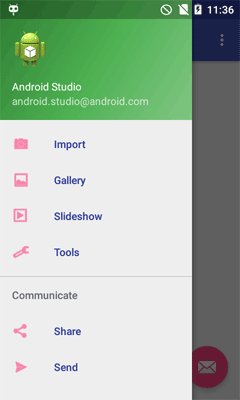 11:36
Android Studio
android.studio@android.com
Import
Gallery
Slideshow
Tools
Communicate
Share
Send